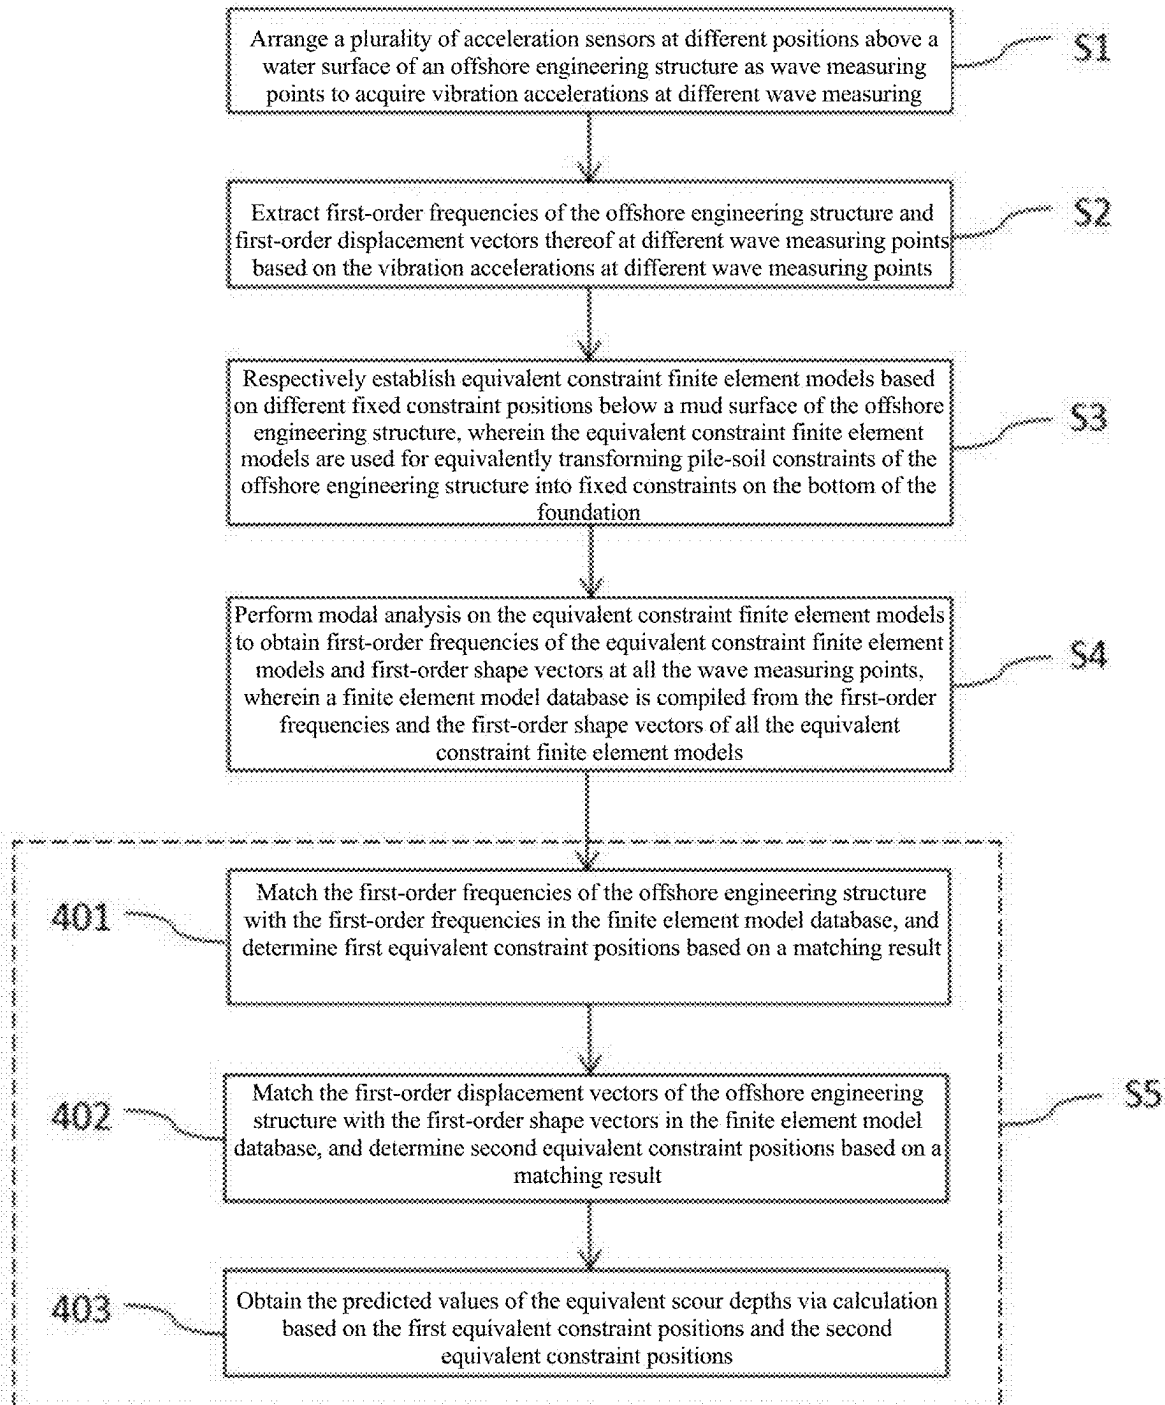 Arrange a plurality of acceleration sensors at different positions above a
water surface of an offshore engineering structure as wave measuring
points to acquire vibration accelerations at different wave measuring
S1
Extract first-order frequencies of the offshore engineering structure and
first-order displacement vectors thereof at different wave measuring points
based on the vibration accelerations at different wave measuring points
S2
Respectively establish equivalent constraint finite element models based
on different fixed constraint positions below a mud surface of the offshore
engineering structure, wherein the equivalent constraint finite element
models are used for equivalently transforming pile-soil constraints of the
offshore engineering structure into fixed constraints on the bottom of the
foundation
S3
Perform modal analysis on the equivalent constraint finite element models
to obtain first-order frequencies of the equivalent constraint finite element
models and first-order shape vectors at all the wave measuring points,
wherein a finite element model database is compiled from the first-order
frequencies and the first-order shape vectors of all the equivalent
constraint finite element models
S4
401
Match the first-order frequencies of the offshore engineering structure
with the first-order frequencies in the finite element model database, and
determine first equivalent constraint positions based on a matching result
402
Match the first-order displacement vectors of the offshore engineering
structure with the first-order shape vectors in the finite element model
database, and determine second equivalent constraint positions based on a
matching result
S5
403
Obtain the predicted values of the equivalent scour depths via calculation
based on the first equivalent constraint positions and the second
equivalent constraint positions